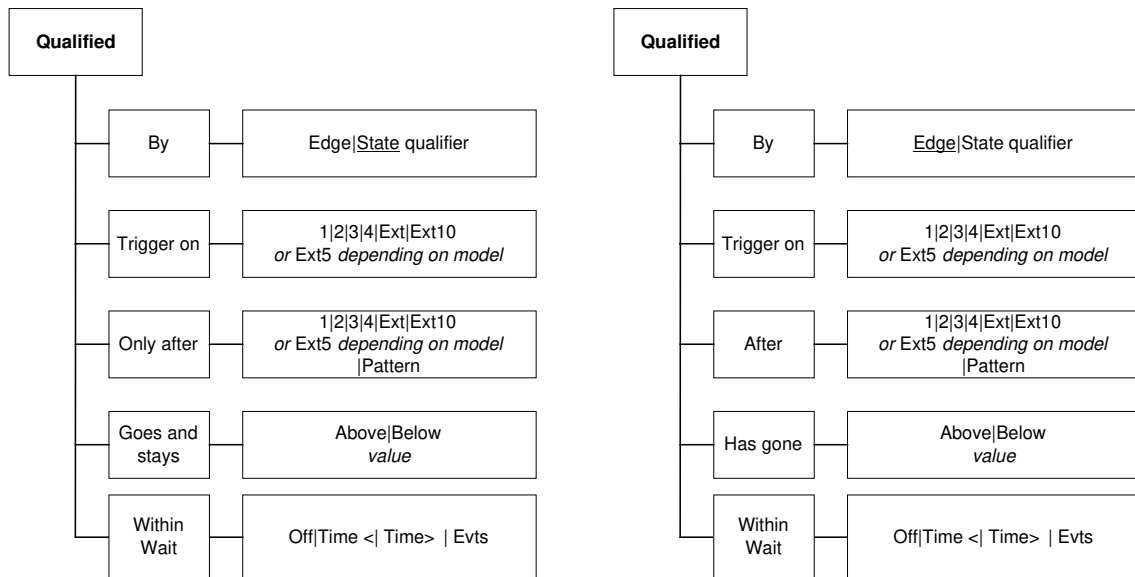 Qualified
By
Edge|State qualifier
Trigger on
1|2|3|4|Ext|Ext10
or Ext5 depending on model
Only after
1|2|3|4|Ext|Ext10
or Ext5 depending on model
|Pattern
Goes and
stays
Above|Below
value
Within
Wait
Off|Time <| Time> | Evts
Qualified
By
Edge|State qualifier
Trigger on
1|2|3|4|Ext|Ext10
or Ext5 depending on model
After
1|2|3|4|Ext|Ext10
or Ext5 depending on model
|Pattern
Has gone
Above|Below
value
Within
Wait
Off|Time <| Time> | Evts